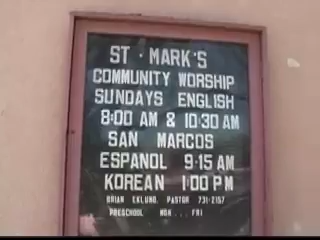 ST · MARK'S
COMMUNITY WORSHIP
SUNDAYS ENGLISH
8:00 AM & 10:30 AM
SAN MARCOS
ESPANOL 9:15 AM
KOREAN 1:00 PM
BRIAN EKLUND, PASTOR 731-2157
PRESCHOOL MON... FRI